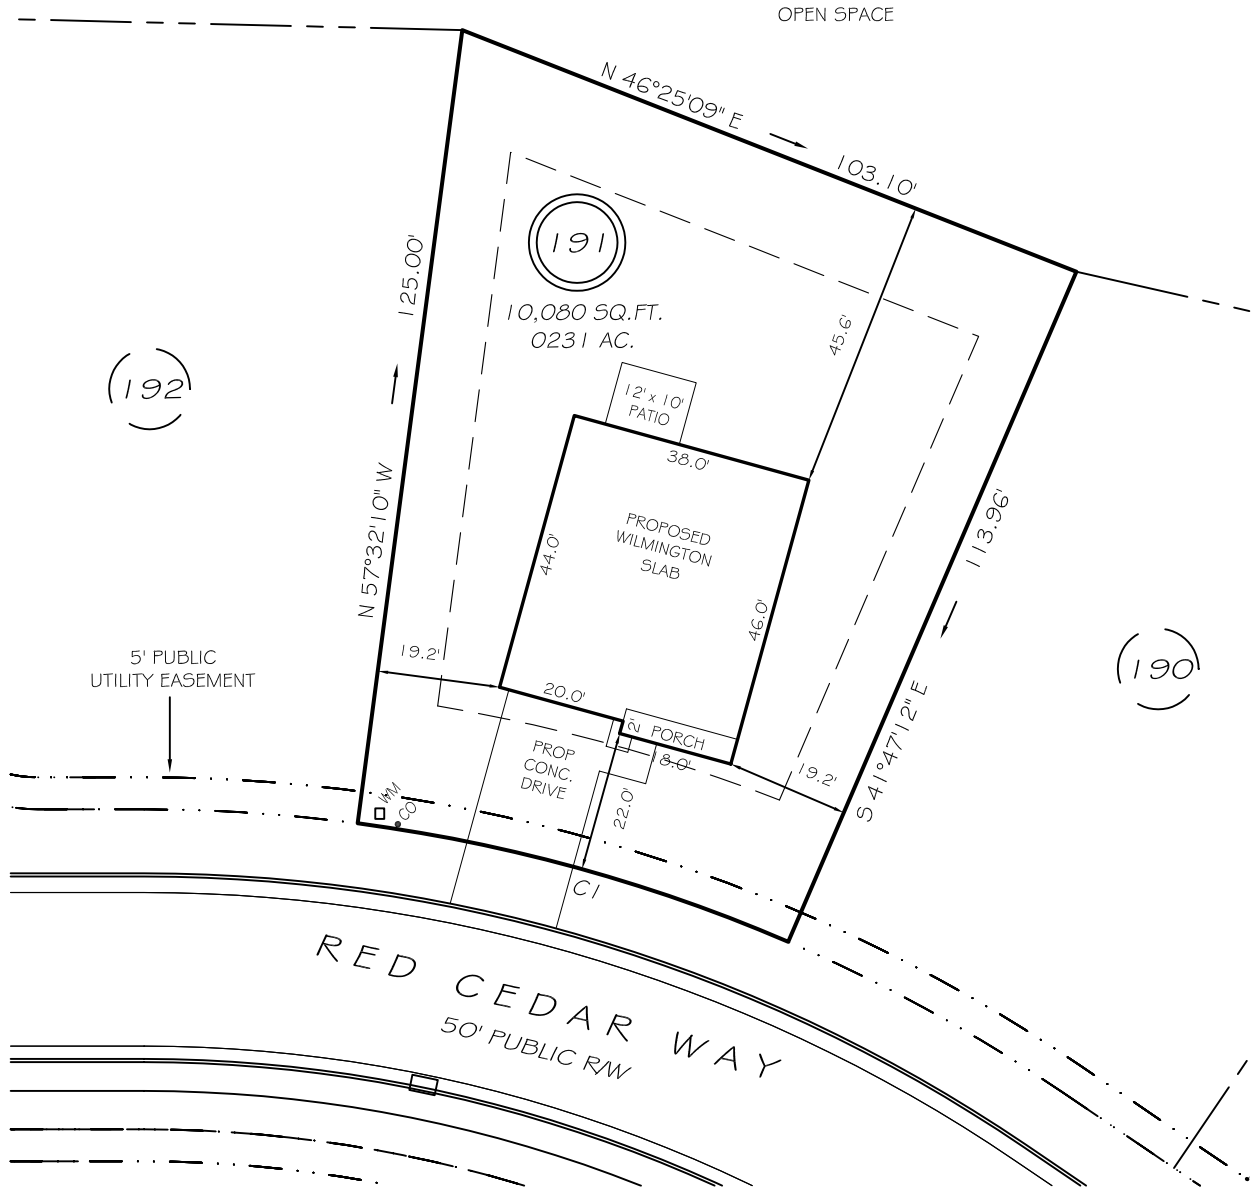 OPEN SPACE
N 46°25'09" E
103.10'
125.00'
191
10,080 SQ.FT.
0231 AC.
45.6'
192
12' x 10'
PATIO
38.0'
N 57°32'10" W
PROPOSED
WILMINGTON
SLAB
44.0'
46.0'
113.96'
5' PUBLIC
UTILITY EASEMENT
19.2'
20.0'
190
2'
PORCH
18.0'
PROP
CONC.
DRIVE
19.2'
S 41°47'12" E
22.0'
WM
CO
C1
RED CEDAR WAY
50' PUBLIC R/W